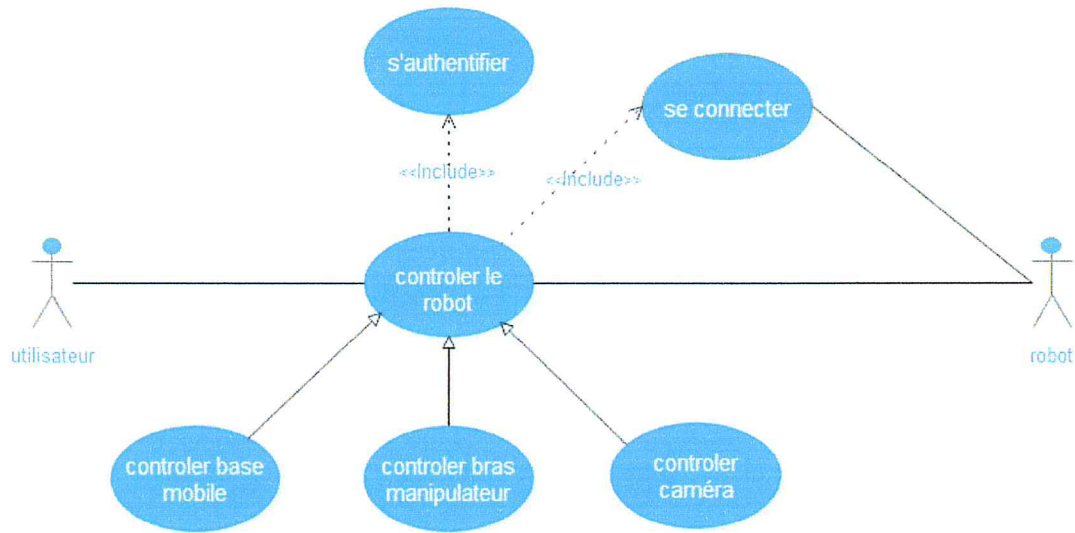 s'authentifier
se connecter
<<Include>>
<<Include>>
controler le
robot
utilisateur
robot
controler base
mobile
controler bras
manipulateur
controler
caméra